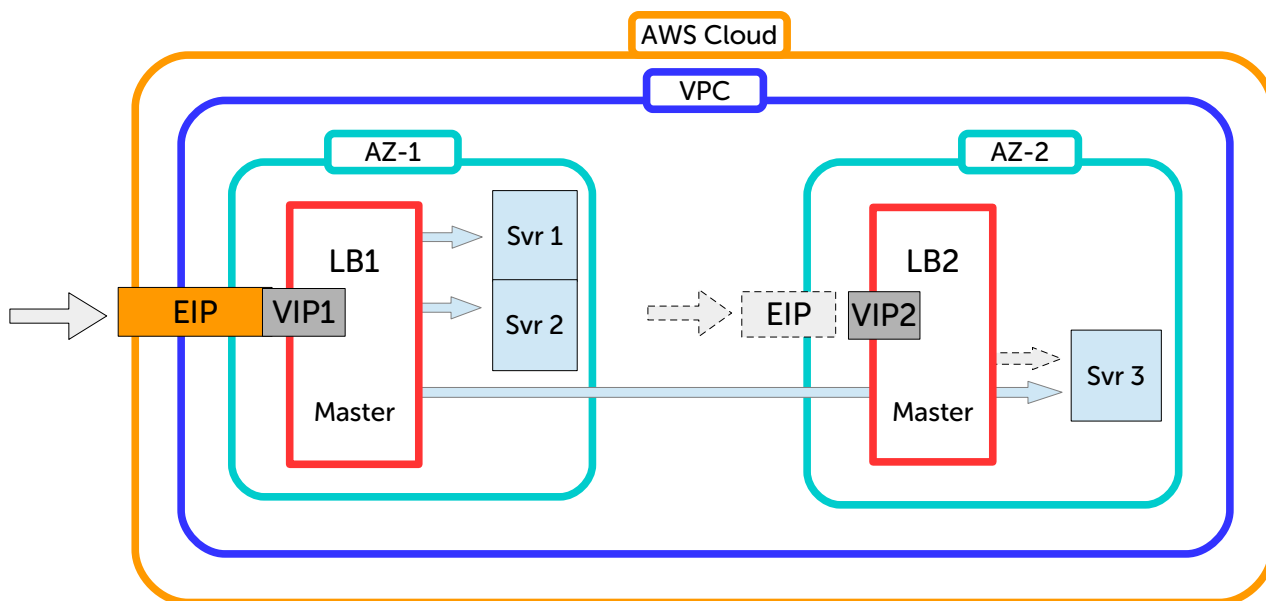 AWS Cloud
VPC
AZ-1
AZ-2
LB1
Svr 1
Svr 2
EIP
VIP1
Master
LB2
EIP
VIP2
Svr 3
Master